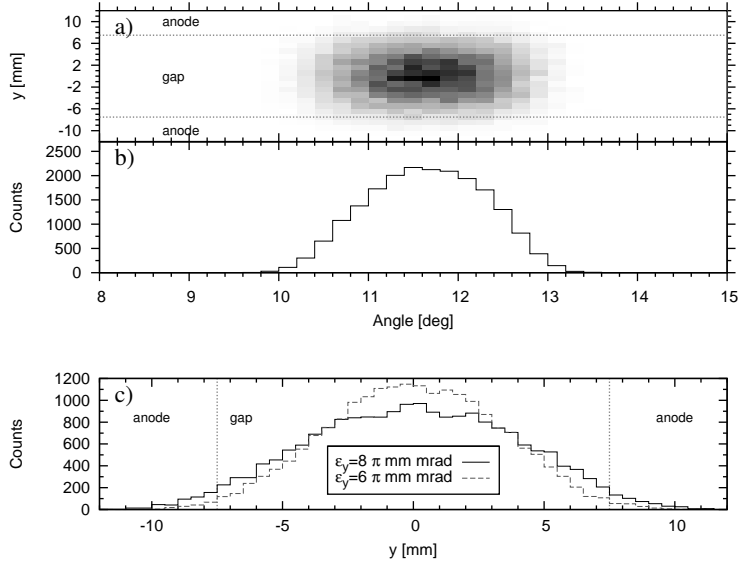 a)
anode
gap
anode
y [mm]
10
6
2
-2
-6
-10
b)
Counts
2500
2000
1500
1000
500
0
8 9 10 11 12 13 14 15
Angle [deg]
c)
anode gap anode
Counts
1200
1000
800
600
400
200
0
εy=8 π mm mrad
εy=6 π mm mrad
-10 -5 0 5 10
y [mm]